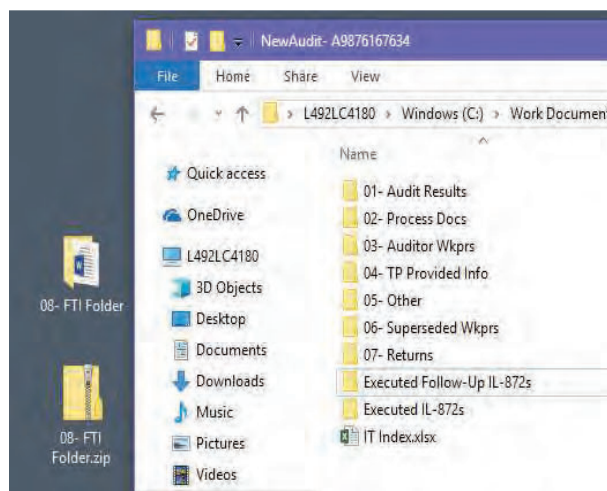 NewAudit- A9876167634
File Home Share View
L492LC4180 > Windows (C:) > Work Documen
Name
Quick access
OneDrive
L492LC4180
3D Objects
Desktop
Documents
Downloads
Music
Pictures
Videos
01- Audit Results
02- Process Docs
03- Auditor Wkprs
04- TP Provided Info
05- Other
06- Superseded Wkprs
07- Returns
Executed Follow-Up IL-872s
Executed IL-872s
IT Index.xlsx
08- FTI Folder
08- FTI
Folder.zip